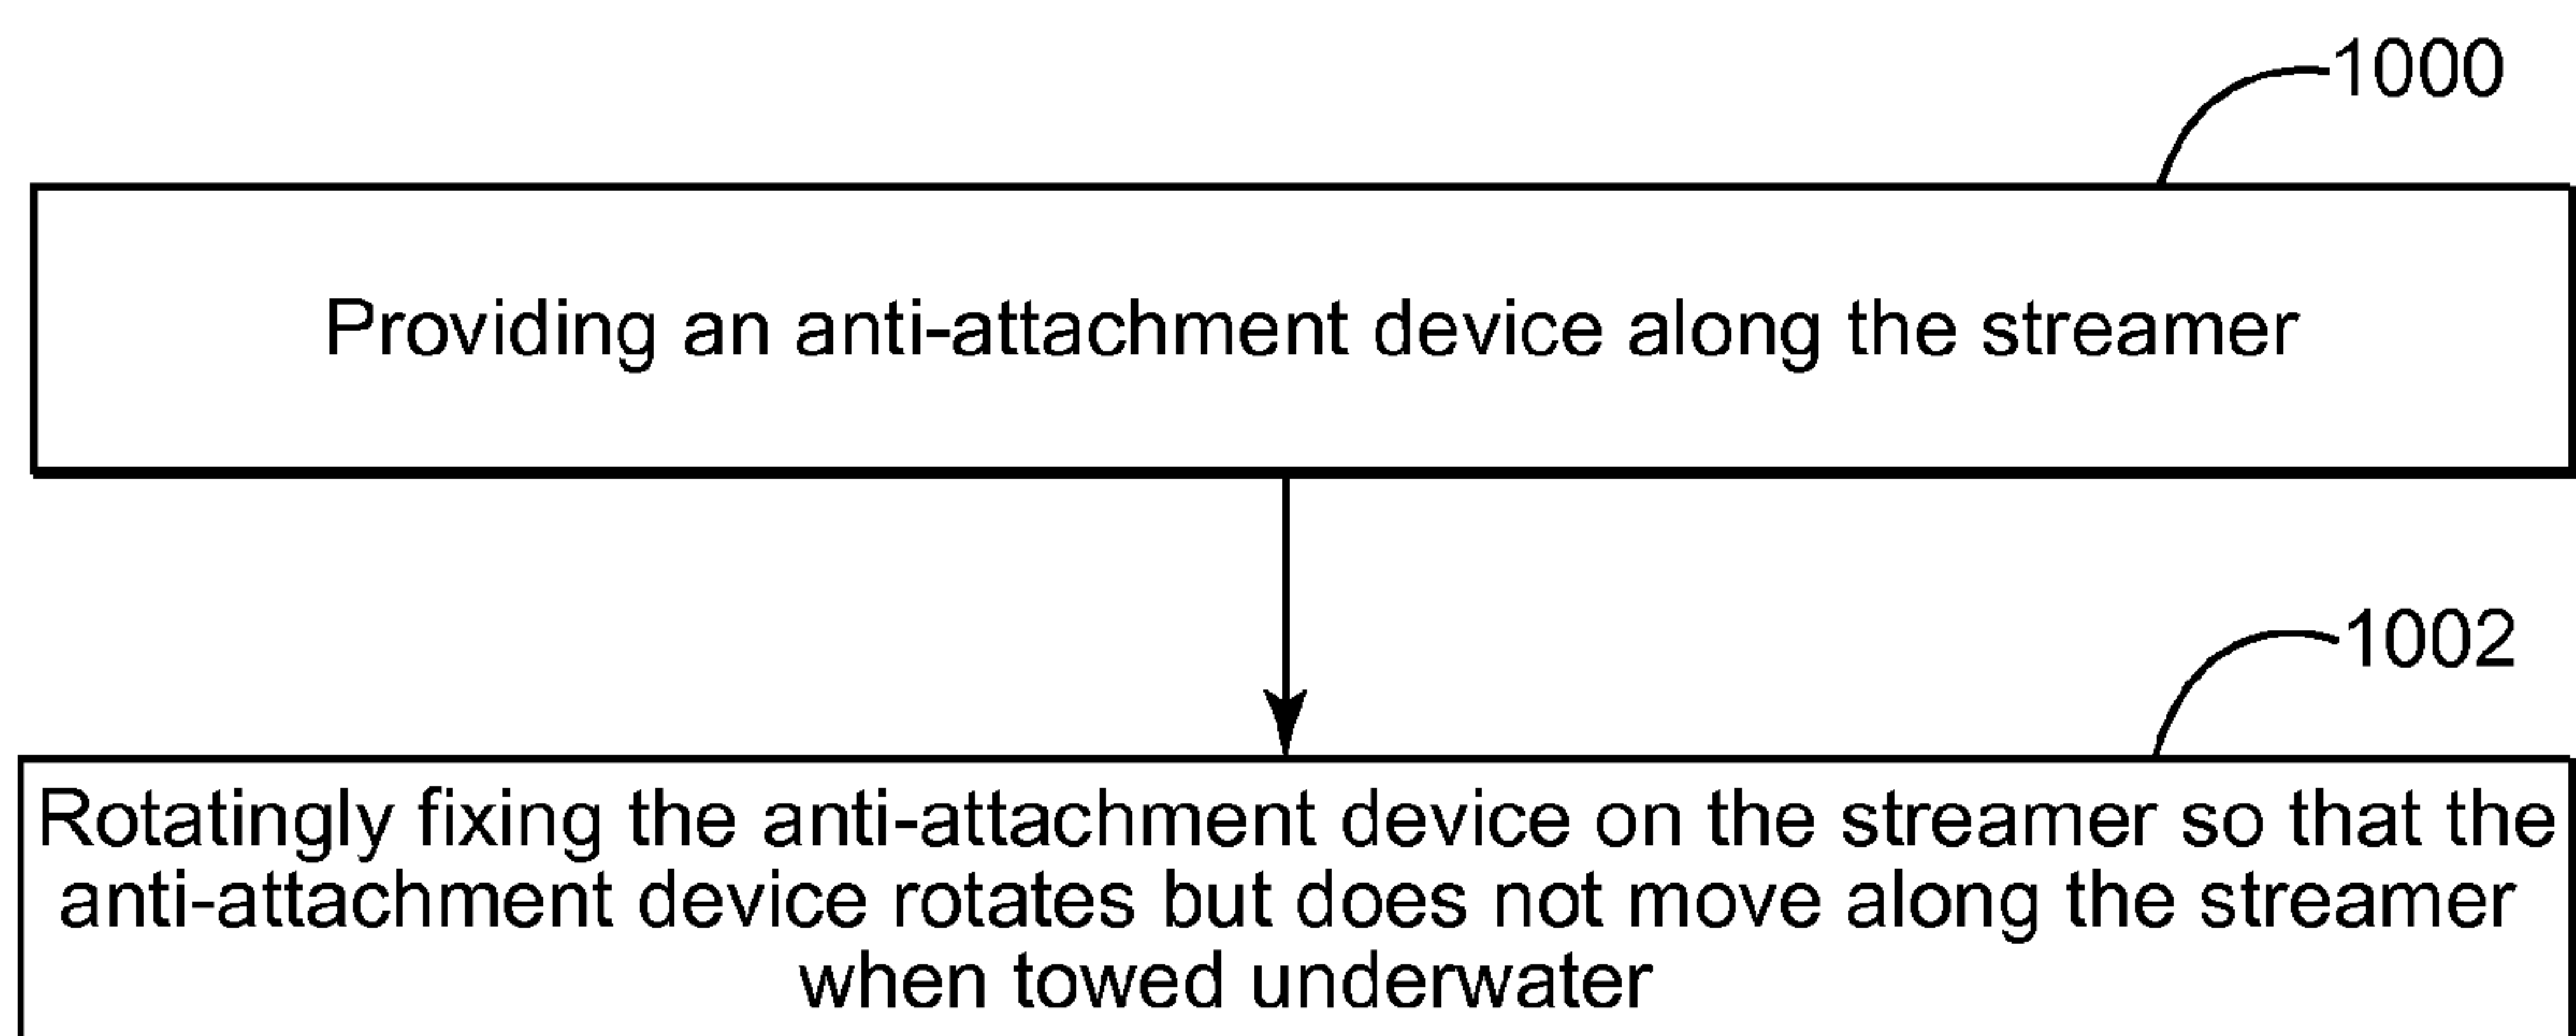 1000
Providing an anti-attachment device along the streamer
1002
Rotatingly fixing the anti-attachment device on the streamer so that the
anti-attachment device rotates but does not move along the streamer
when towed underwater